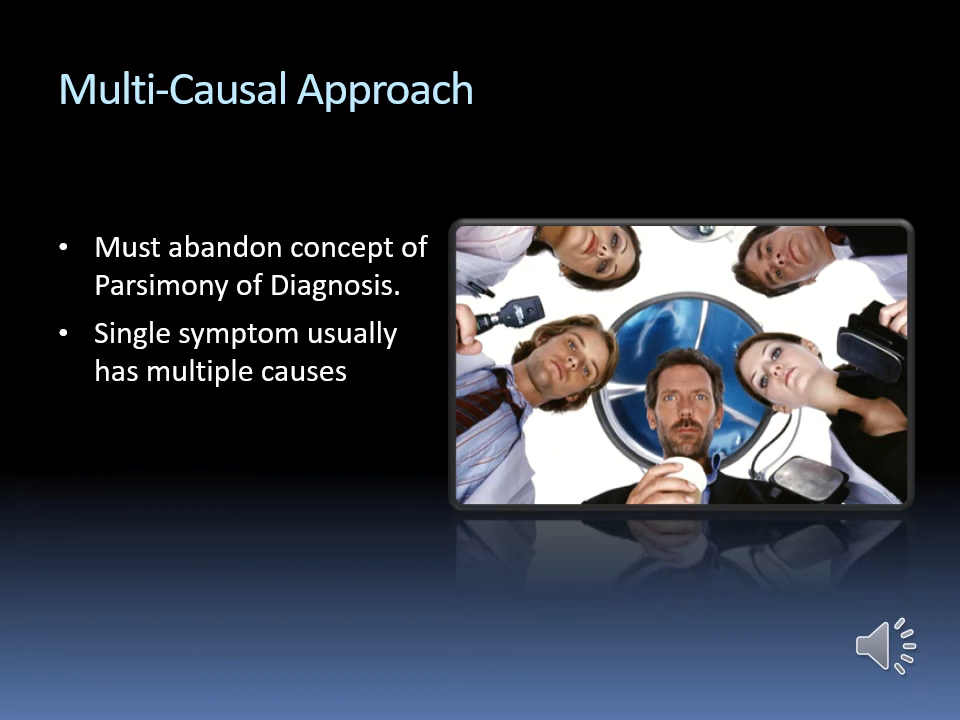 Multi-Causal Approach
• Must abandon concept of
Parsimony of Diagnosis.
• Single symptom usually
has multiple causes